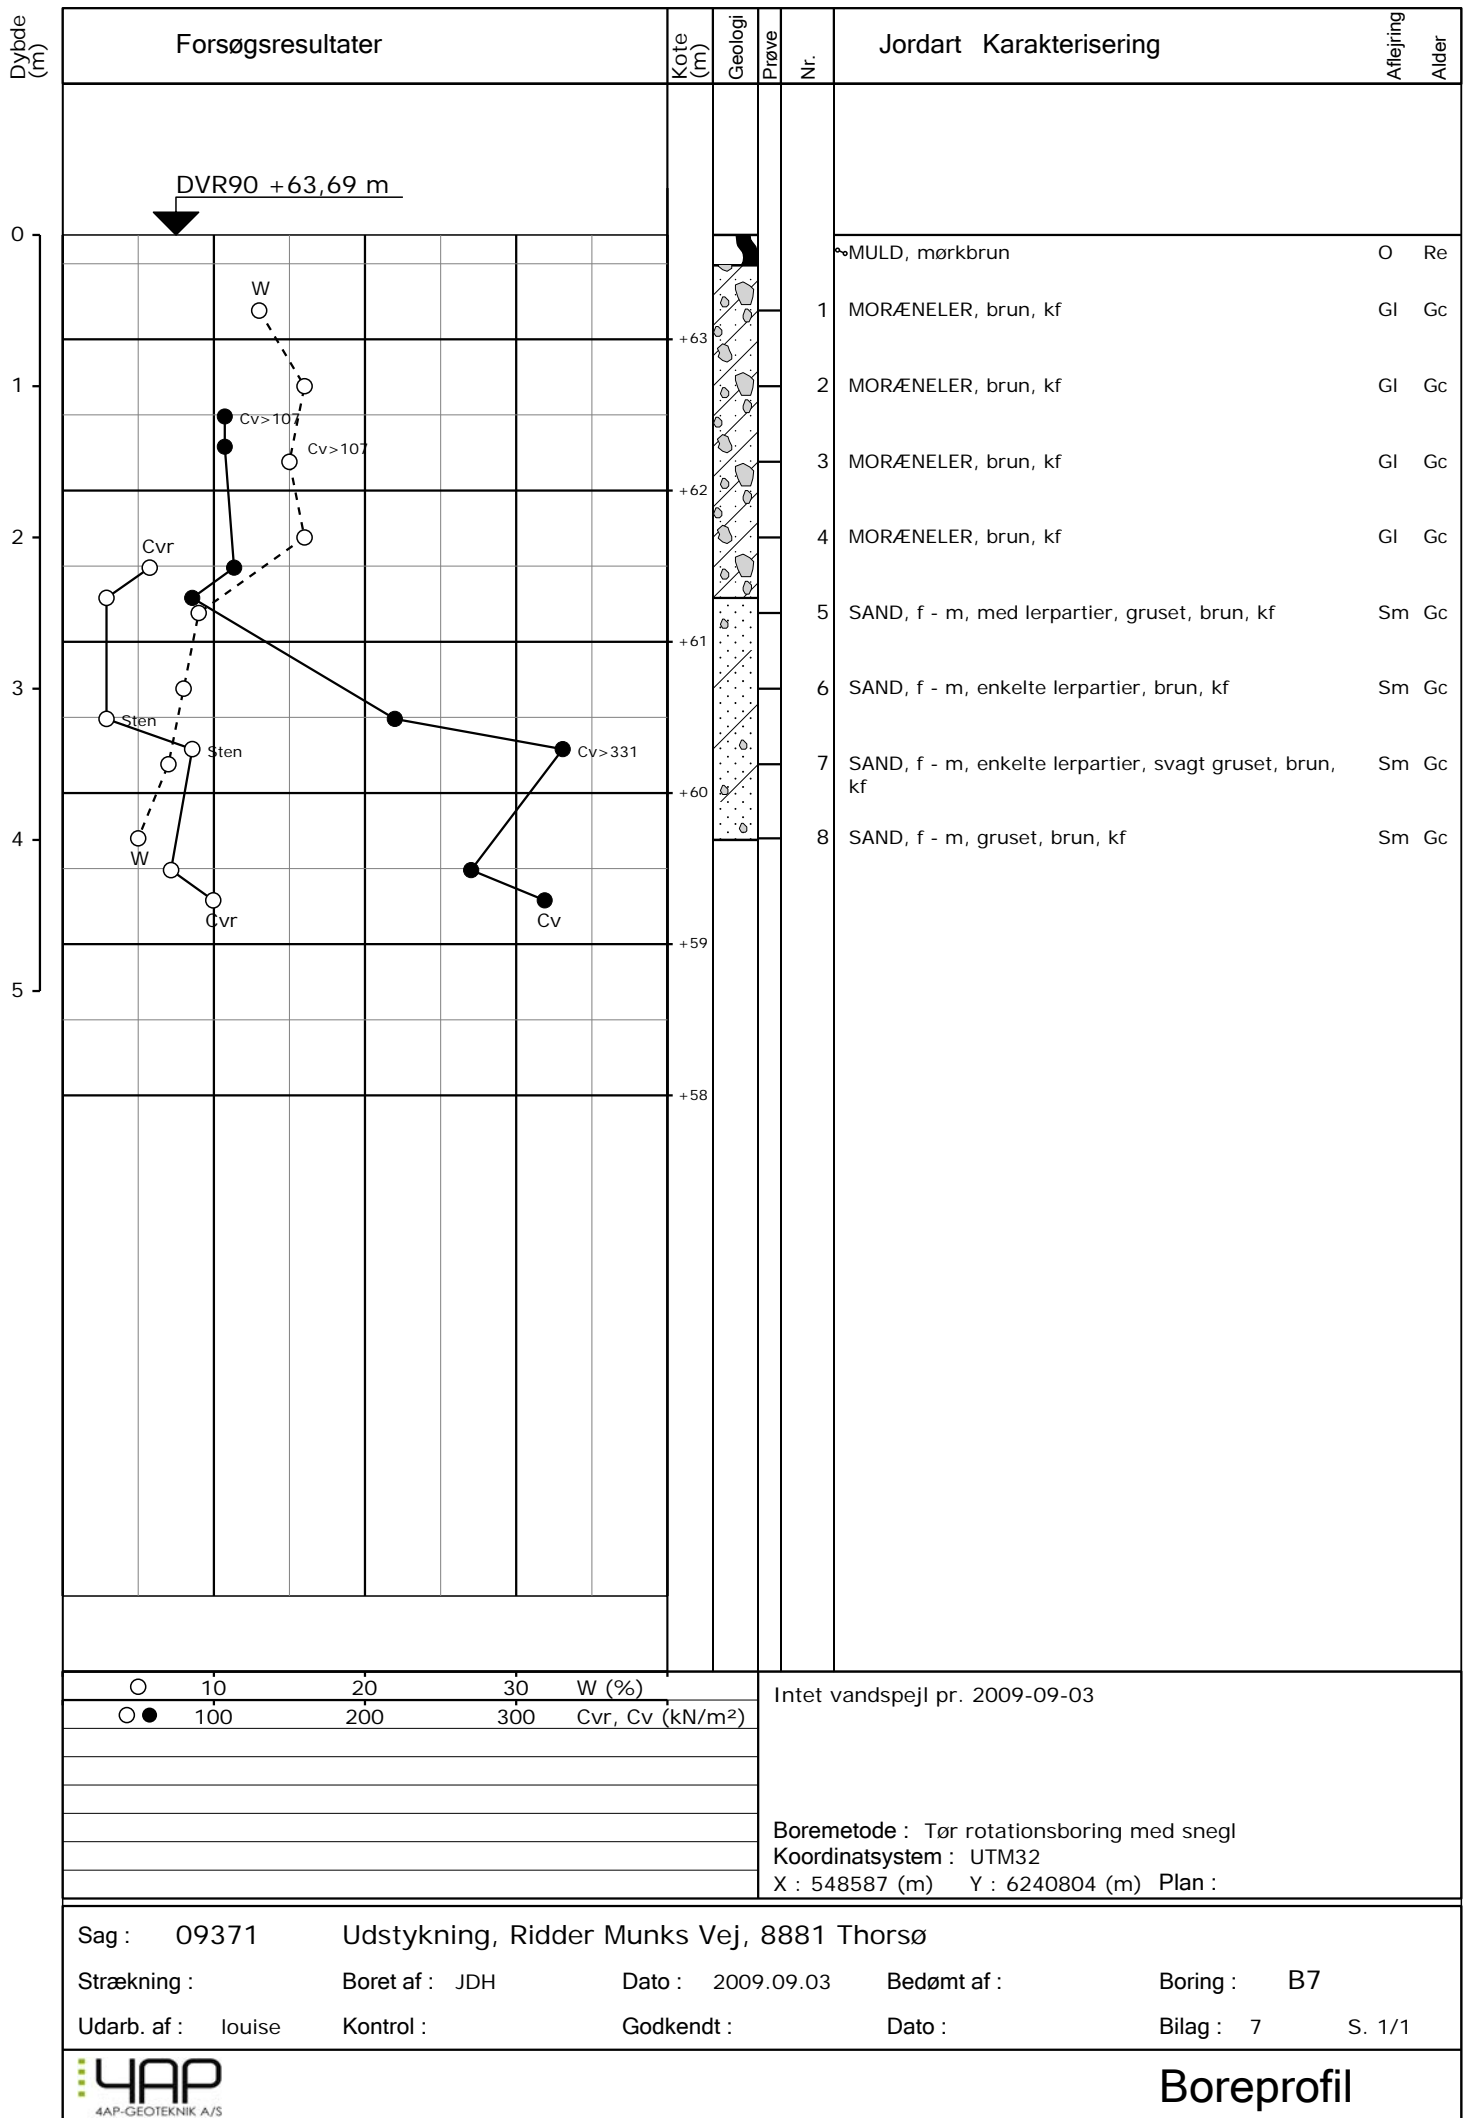 Dybde (m) Forsøgsresultater Kote (m) Geologi Prøve Nr. Jordart Karakterisering Aflejring Alder
DVR90 +63,69 m
0
MULD, mørkbrun O Re
W
1 MORÆNELER, brun, kf Gl Gc
+63
1 2 MORÆNELER, brun, kf Gl Gc
Cv>107
Cv>107
3 MORÆNELER, brun, kf Gl Gc
+62
2 4 MORÆNELER, brun, kf Gl Gc
Cvr
5 SAND, f - m, med lerpartier, gruset, brun, kf Sm Gc
+61
3 6 SAND, f - m, enkelte lerpartier, brun, kf Sm Gc
Sten
Sten Cv>331
7 SAND, f - m, enkelte lerpartier, svagt gruset, brun, Sm Gc
kf
+60
4 8 SAND, f - m, gruset, brun, kf Sm Gc
W
Cvr Cv
+59
5
+58
10 20 30 W (%)
100 200 300 Cvr, Cv (kN/m²)
Intet vandspejl pr. 2009-09-03
Boremetode : Tør rotationsboring med snegl
Koordinatsystem : UTM32
X : 548587 (m) Y : 6240804 (m) Plan :
Sag : 09371 Udstykning, Ridder Munks Vej, 8881 Thorsø
Strækning : Boret af : JDH Dato : 2009.09.03 Bedømt af : Boring : B7
Udarb. af : louise Kontrol : Godkendt : Dato : Bilag : 7 S. 1/1
4AP
4AP-GEOTEKNIK A/S
Boreprofil